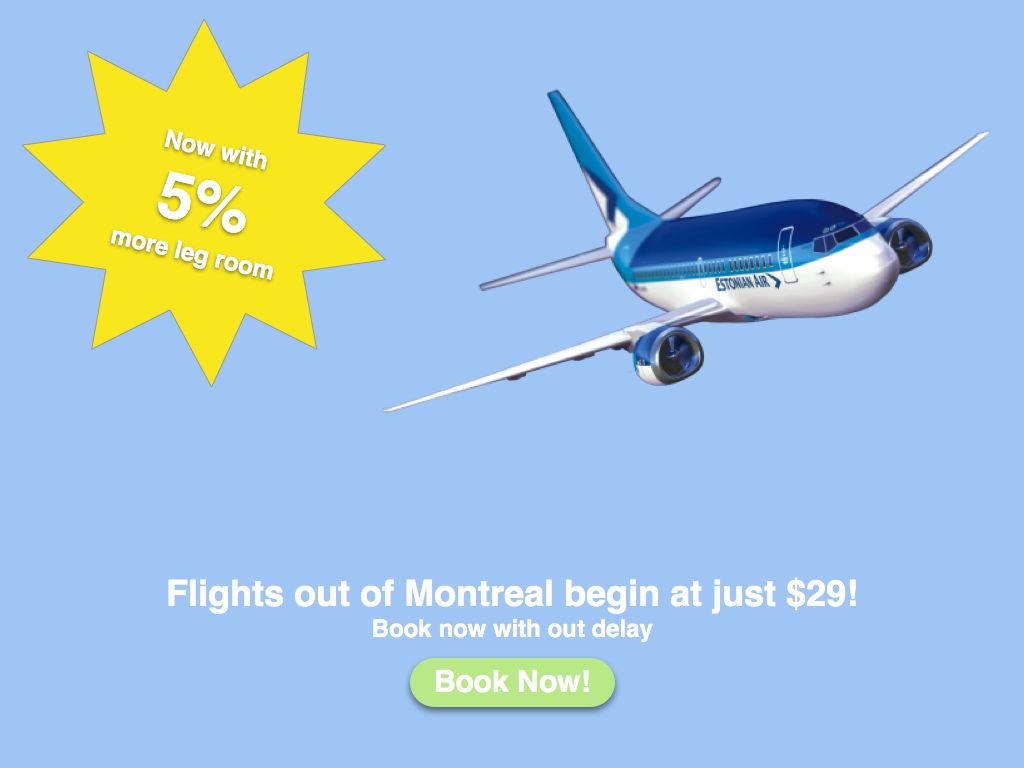 Now with
5%
more leg room
ESTONIAN AIR
Flights out of Montreal begin at just $29!
Book now with out delay
Book Now!